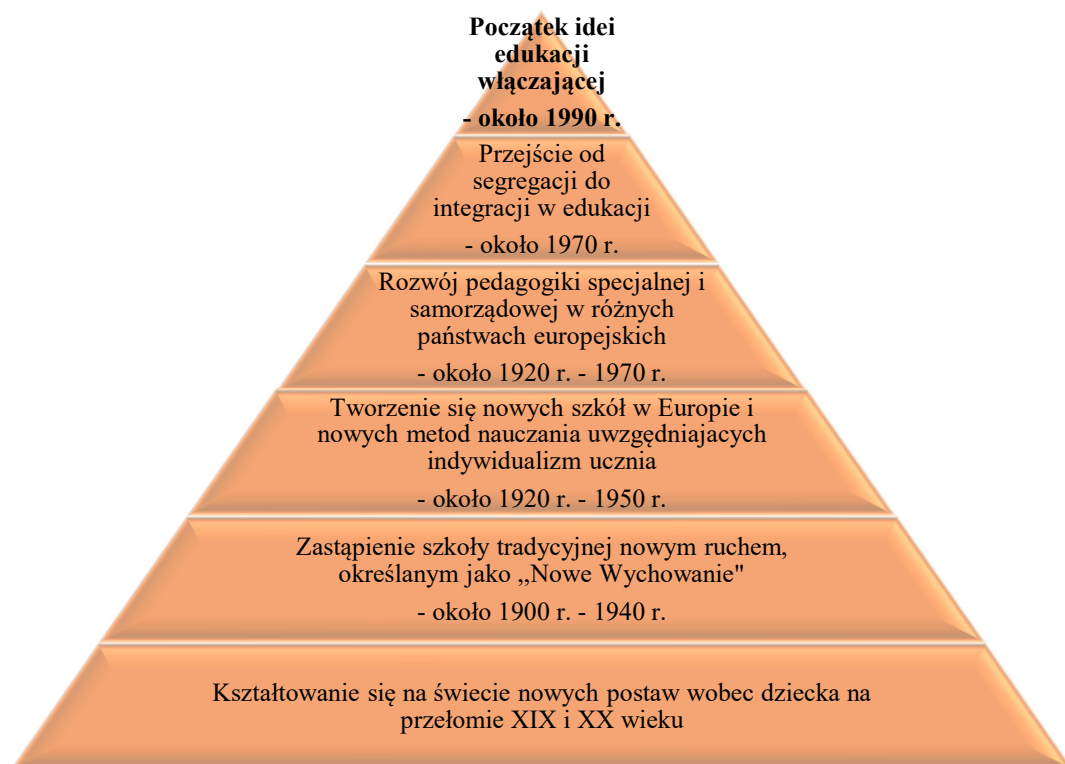 Początek idei
edukacji
włączającej
- około 1990 r.
Przejście od
segregacji do
integracji w edukacji
- około 1970 r.
Rozwój pedagogiki specjalnej i
samorządowej w różnych
państwach europejskich
- około 1920 r. - 1970 r.
Tworzenie się nowych szkół w Europie i
nowych metod nauczania uwzgędniajacych
indywidualizm ucznia
- około 1920 r. - 1950 r.
Zastąpienie szkoły tradycyjnej nowym ruchem,
określanym jako ,,Nowe Wychowanie"
- około 1900 r. - 1940 r.
Kształtowanie się na świecie nowych postaw wobec dziecka na
przełomie XIX i XX wieku